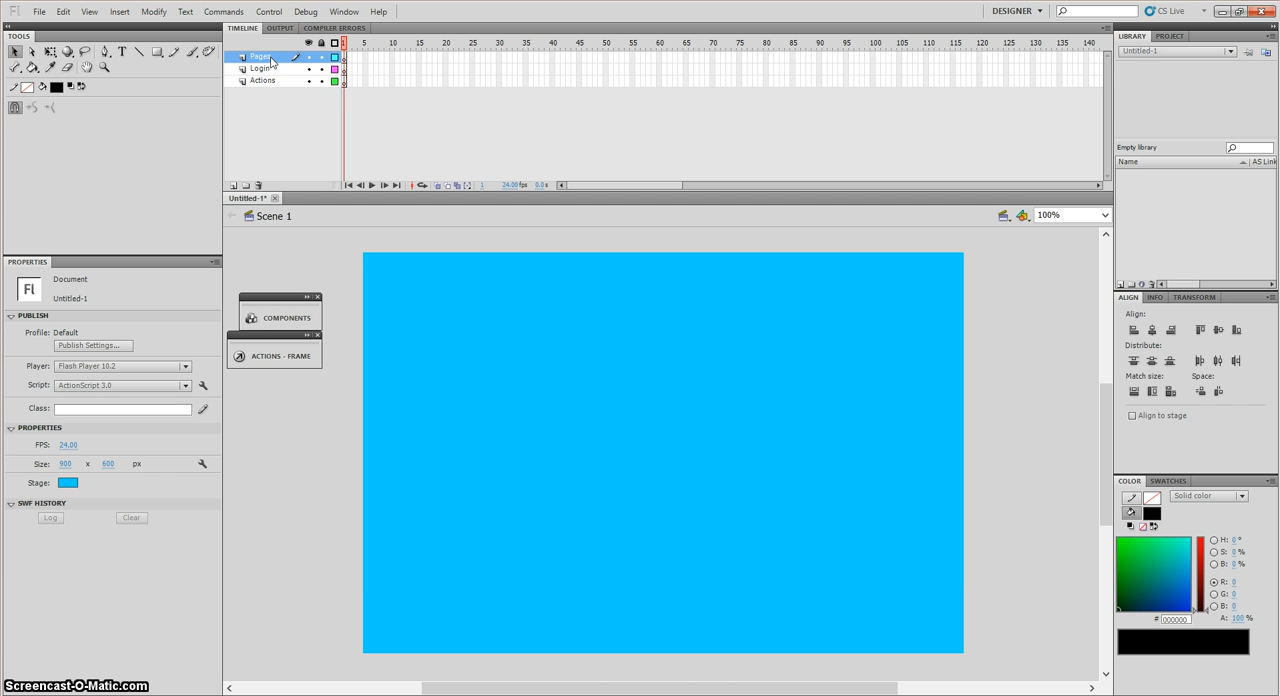 Fl File Edit View Insert Modify Text Commands Control Debug Window Help DESIGNER CS Live
TOOLS
TIMELINE OUTPUT COMPILER ERRORS
1 5 10 15 20 25 30 35 40 45 50 55 60 65 70 75 80 85 90 95 100 105 110 115 120 125 130 135 140
Pages
Login
Actions
1 24.00 fps 0.0 s
Untitled-1*
Scene 1
100%
COMPONENTS
ACTIONS - FRAME
PROPERTIES
Fl
Document
Untitled-1
PUBLISH
Profile: Default
Publish Settings...
Player: Flash Player 10.2
Script: ActionScript 3.0
Class:
PROPERTIES
FPS: 24.00
Size: 900 x 600 px
Stage:
SWF HISTORY
Log Clear
LIBRARY PROJECT
Untitled-1
Empty library
Name AS Link
ALIGN INFO TRANSFORM
Align:
Distribute:
Match size: Space:
Align to stage
COLOR SWATCHES
Solid color
H: 0 °
S: 0 %
B: 0 %
R: 0
G: 0
B: 0
# 000000 A: 100 %
Screencast-O-Matic.com